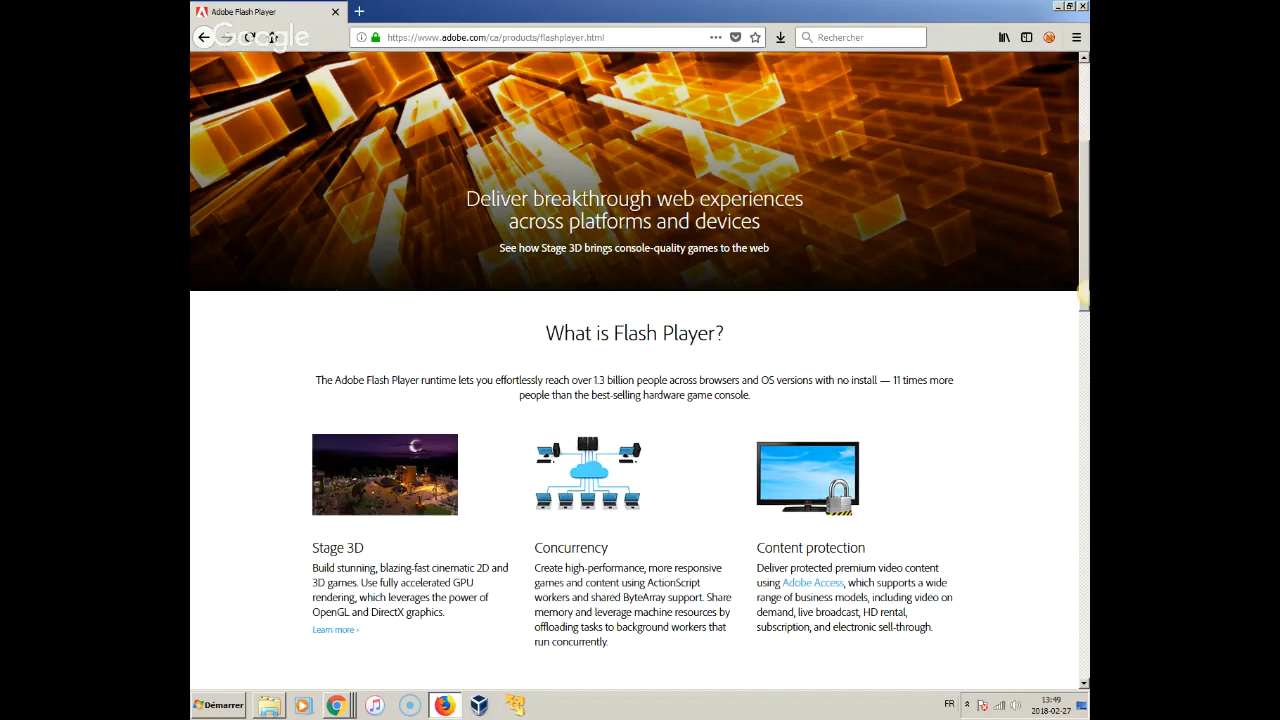 Adobe Flash Player
Google
https://www.adobe.com/ca/products/flashplayer.html
Rechercher
Deliver breakthrough web experiences
across platforms and devices
See how Stage 3D brings console-quality games to the web
What is Flash Player?
The Adobe Flash Player runtime lets you effortlessly reach over 1.3 billion people across browsers and OS versions with no install — 11 times more
people than the best-selling hardware game console.
Stage 3D
Build stunning, blazing-fast cinematic 2D and
3D games. Use fully accelerated GPU
rendering, which leverages the power of
OpenGL and DirectX graphics.
Learn more ›
Concurrency
Create high-performance, more responsive
games and content using ActionScript
workers and shared ByteArray support. Share
memory and leverage machine resources by
offloading tasks to background workers that
run concurrently.
Content protection
Deliver protected premium video content
using Adobe Access, which supports a wide
range of business models, including video on
demand, live broadcast, HD rental,
subscription, and electronic sell-through.
Démarrer
FR
13:49
2018-02-27